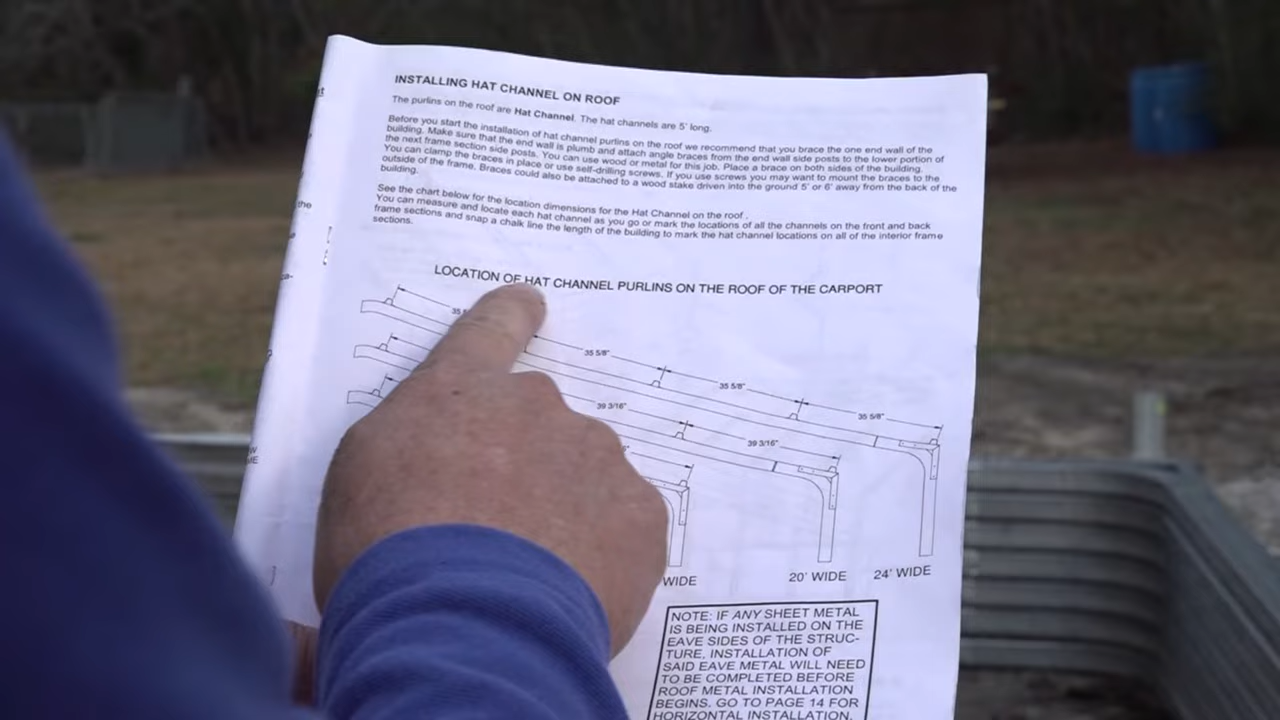 INSTALLING HAT CHANNEL ON ROOF
The purlins on the roof are Hat Channel. The hat channels are 5' long.
Before you start the installation of hat channel purlins on the roof we recommend that you brace the one end wall of the
building. Make sure that the end wall is plumb and attach angle braces from the end wall side posts to the lower portion of
the next frame section side posts. You can use wood or metal for this job. Place a brace on both sides of the building.
You can clamp the braces in place or use self-drilling screws. If you use screws you may want to mount the braces to the
outside of the frame. Braces could also be attached to a wood stake driven into the ground 5' or 6' away from the back of the
building.
See the chart below for the location dimensions for the Hat Channel on the roof .
You can measure and locate each hat channel as you go or mark the locations of all the channels on the front and back
frame sections and snap a chalk line the length of the building to mark the hat channel locations on all of the interior frame
sections.
the
LOCATION OF HAT CHANNEL PURLINS ON THE ROOF OF THE CARPORT
35
35 5/8"
35 5/8"
35 5/8"
39 3/16"
39 3/16"
WIDE
20' WIDE
24' WIDE
NOTE: IF ANY SHEET METAL
IS BEING INSTALLED ON THE
EAVE SIDES OF THE STRUC-
TURE, INSTALLATION OF
SAID EAVE METAL WILL NEED
TO BE COMPLETED BEFORE
ROOF METAL INSTALLATION
BEGINS. GO TO PAGE 14 FOR
HORIZONTAL INSTALLATION,